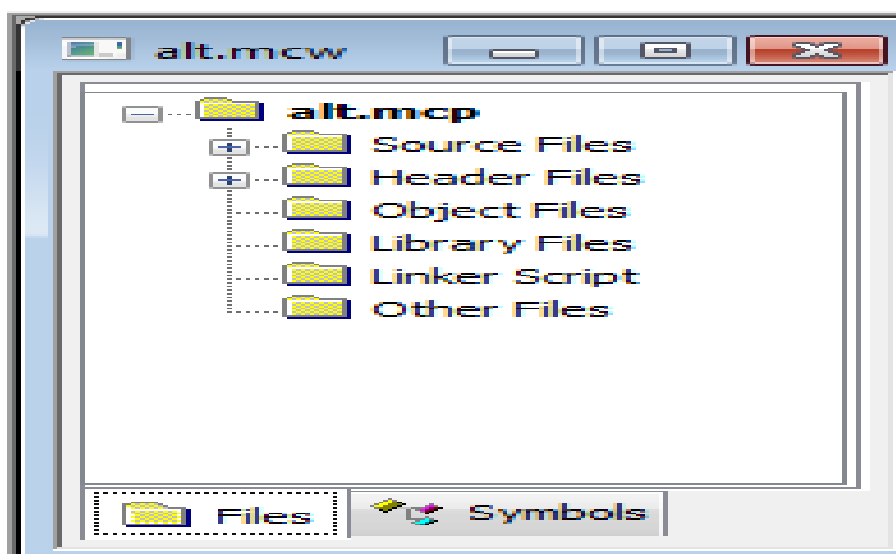 alt.mcw
alt.mcp
Source Files
Header Files
Object Files
Library Files
Linker Script
Other Files
Files Symbols